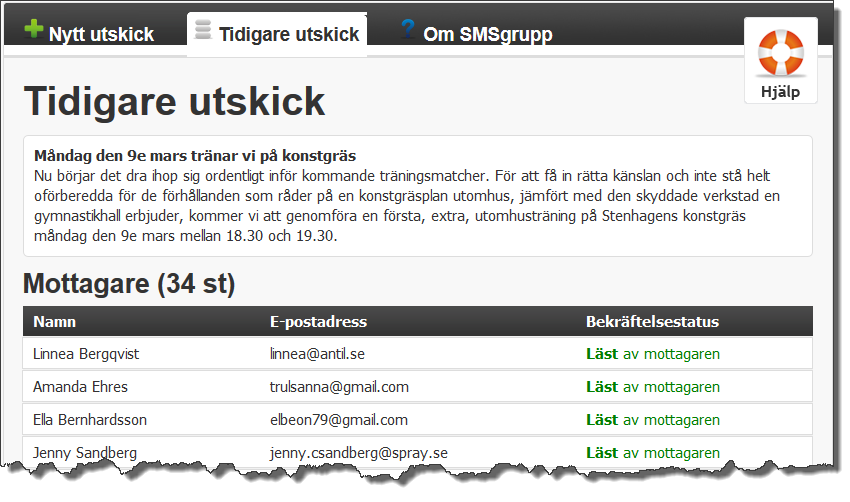 Nytt utskick Tidigare utskick ? Om SMSgrupp
Hjälp
Tidigare utskick
Måndag den 9e mars tränar vi på konstgräs
Nu börjar det dra ihop sig ordentligt inför kommande träningsmatcher. För att få in rätta känslan och inte stå helt
oförberedda för de förhållanden som råder på en konstgräsplan utomhus, jämfört med den skyddade verkstad en
gymnastikhall erbjuder, kommer vi att genomföra en första, extra, utomhusträning på Stenhagens konstgräs
måndag den 9e mars mellan 18.30 och 19.30.
Mottagare (34 st)
Namn E-postadress Bekräftelsestatus
Linnea Bergqvist linnea@antil.se Läst av mottagaren
Amanda Ehres trulsanna@gmail.com Läst av mottagaren
Ella Bernhardsson elbeon79@gmail.com Läst av mottagaren
Jenny Sandberg jenny.csandberg@spray.se Läst av mottagaren